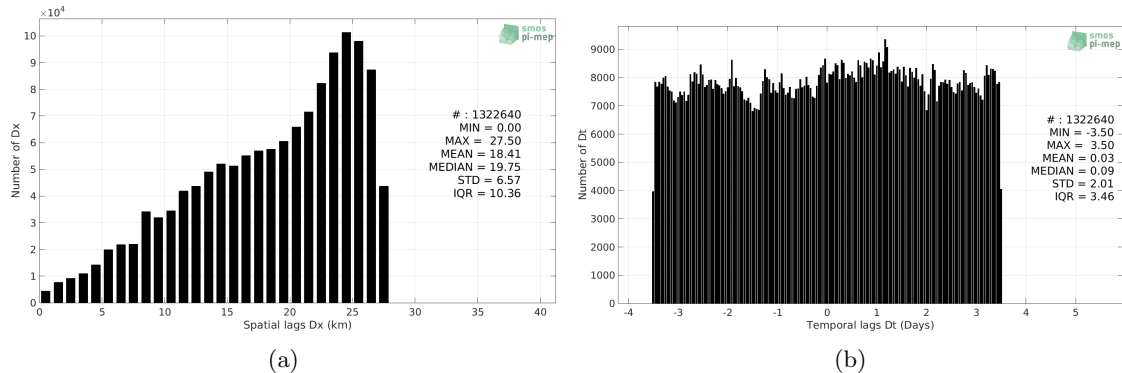 ×10⁴
10
9
8
7
6
5
4
3
2
1
0
Number of Dx
smos
pi-mep
# : 1322640
MIN = 0.00
MAX = 27.50
MEAN = 18.41
MEDIAN = 19.75
STD = 6.57
IQR = 10.36
0 5 10 15 20 25 30 35 40
Spatial lags Dx (km)
(a)
9000
8000
7000
6000
5000
4000
3000
2000
1000
0
Number of Dt
smos
pi-mep
# : 1322640
MIN = -3.50
MAX = 3.50
MEAN = 0.03
MEDIAN = 0.09
STD = 2.01
IQR = 3.46
-4 -3 -2 -1 0 1 2 3 4 5
Temporal lags Dt (Days)
(b)